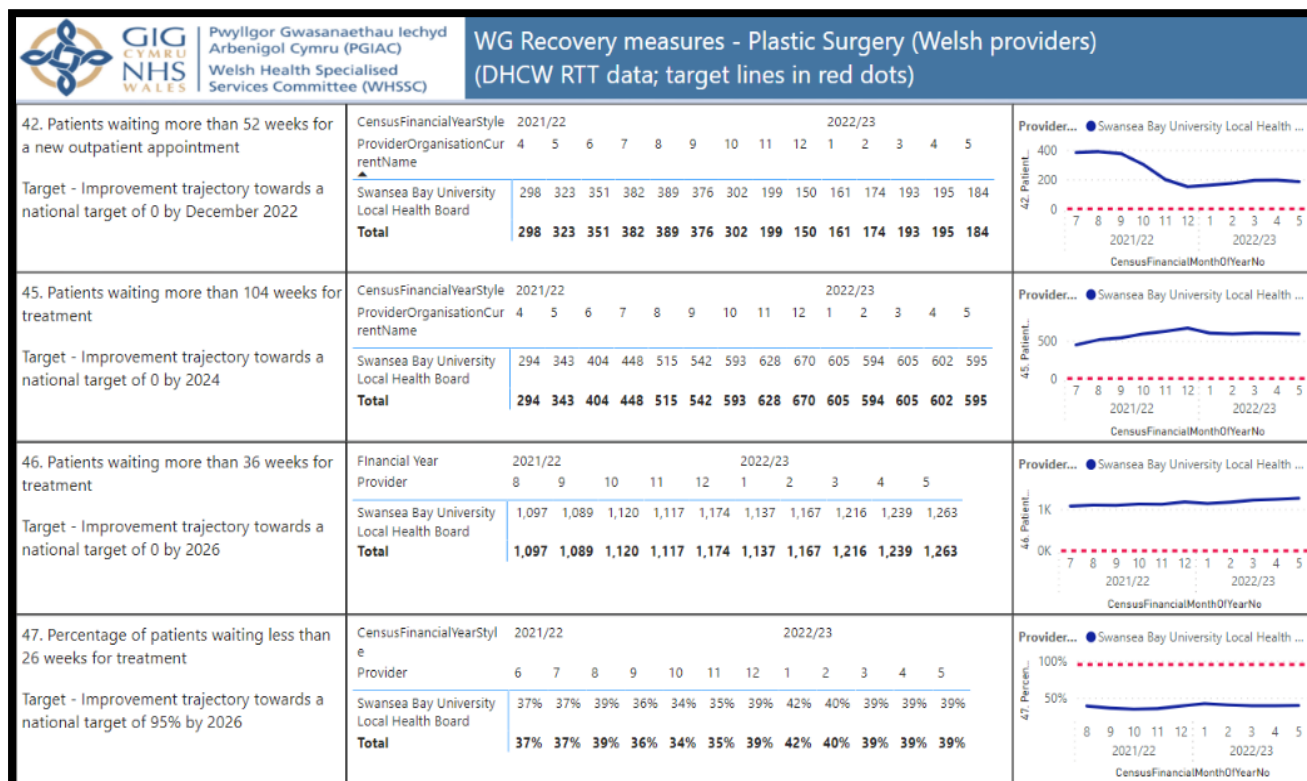 GIG
CYMRU
NHS
WALES
Pwyllgor Gwasanaethau Iechyd
Arbenigol Cymru (PGIAC)
Welsh Health Specialised
Services Committee (WHSSC)
WG Recovery measures - Plastic Surgery (Welsh providers)
(DHCW RTT data; target lines in red dots)
42. Patients waiting more than 52 weeks for
a new outpatient appointment
Target - Improvement trajectory towards a
national target of 0 by December 2022
CensusFinancialYearStyle 2021/22 2022/23
ProviderOrganisationCur 4 5 6 7 8 9 10 11 12 1 2 3 4 5
rentName
Swansea Bay University 298 323 351 382 389 376 302 199 150 161 174 193 195 184
Local Health Board
Total 298 323 351 382 389 376 302 199 150 161 174 193 195 184
Provider... Swansea Bay University Local Health ...
42. Patient...
400
200
0
7 8 9 10 11 12 1 2 3 4 5
2021/22 2022/23
CensusFinancialMonthOfYearNo
45. Patients waiting more than 104 weeks for
treatment
Target - Improvement trajectory towards a
national target of 0 by 2024
CensusFinancialYearStyle 2021/22 2022/23
ProviderOrganisationCur 4 5 6 7 8 9 10 11 12 1 2 3 4 5
rentName
Swansea Bay University 294 343 404 448 515 542 593 628 670 605 594 605 602 595
Local Health Board
Total 294 343 404 448 515 542 593 628 670 605 594 605 602 595
Provider... Swansea Bay University Local Health ...
45. Patient...
500
0
7 8 9 10 11 12 1 2 3 4 5
2021/22 2022/23
CensusFinancialMonthOfYearNo
46. Patients waiting more than 36 weeks for
treatment
Target - Improvement trajectory towards a
national target of 0 by 2026
FInancial Year 2021/22 2022/23
Provider 8 9 10 11 12 1 2 3 4 5
Swansea Bay University 1,097 1,089 1,120 1,117 1,174 1,137 1,167 1,216 1,239 1,263
Local Health Board
Total 1,097 1,089 1,120 1,117 1,174 1,137 1,167 1,216 1,239 1,263
Provider... Swansea Bay University Local Health ...
46. Patient...
1K
0K
7 8 9 10 11 12 1 2 3 4 5
2021/22 2022/23
CensusFinancialMonthOfYearNo
47. Percentage of patients waiting less than
26 weeks for treatment
Target - Improvement trajectory towards a
national target of 95% by 2026
CensusFinancialYearStyl 2021/22 2022/23
e
Provider 6 7 8 9 10 11 12 1 2 3 4 5
Swansea Bay University 37% 37% 39% 36% 34% 35% 39% 42% 40% 39% 39% 39%
Local Health Board
Total 37% 37% 39% 36% 34% 35% 39% 42% 40% 39% 39% 39%
Provider... Swansea Bay University Local Health ...
47. Percen...
100%
50%
8 9 10 11 12 1 2 3 4 5
2021/22 2022/23
CensusFinancialMonthOfYearNo